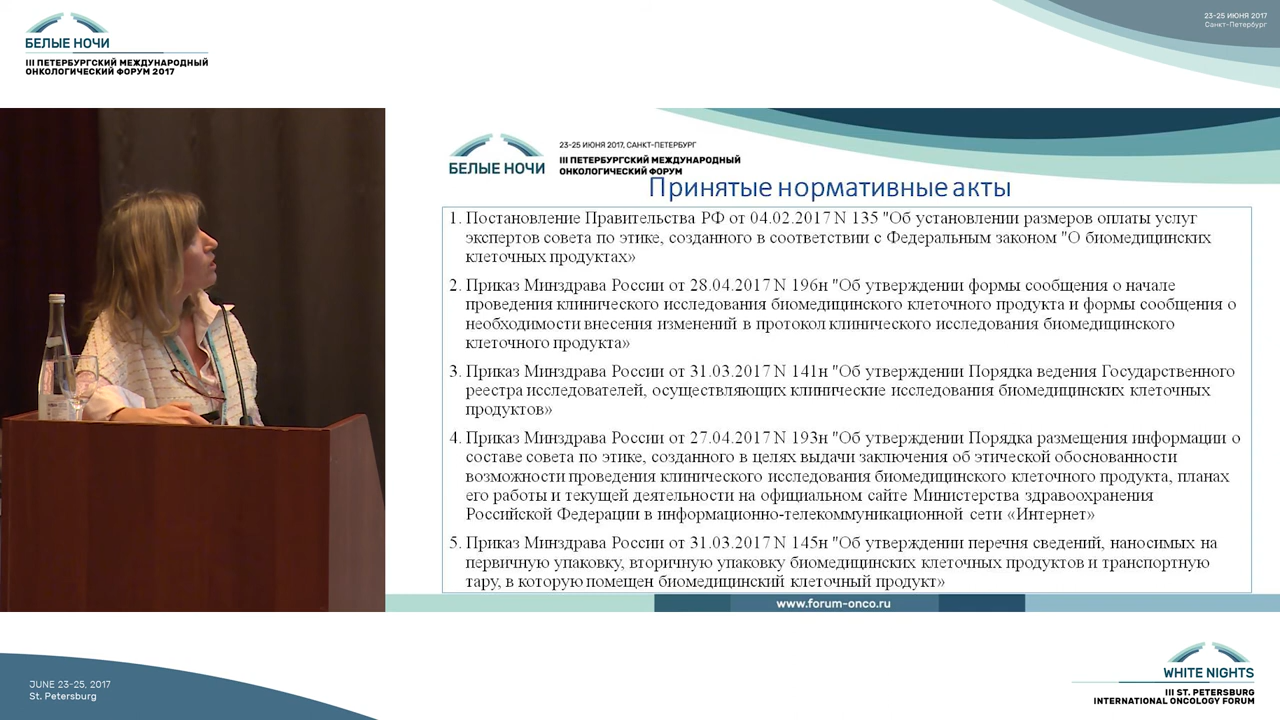 БЕЛЫЕ НОЧИ
III ПЕТЕРБУРГСКИЙ МЕЖДУНАРОДНЫЙ
ОНКОЛОГИЧЕСКИЙ ФОРУМ 2017
23-25 ИЮНЯ 2017
Санкт-Петербург
23-25 ИЮНЯ 2017, САНКТ-ПЕТЕРБУРГ
БЕЛЫЕ НОЧИ
III ПЕТЕРБУРГСКИЙ МЕЖДУНАРОДНЫЙ
ОНКОЛОГИЧЕСКИЙ ФОРУМ
Принятые нормативные акты
1. Постановление Правительства РФ от 04.02.2017 N 135 "Об установлении размеров оплаты услуг
экспертов совета по этике, созданного в соответствии с Федеральным законом "О биомедицинских
клеточных продуктах»
2. Приказ Минздрава России от 28.04.2017 N 196н "Об утверждении формы сообщения о начале
проведения клинического исследования биомедицинского клеточного продукта и формы сообщения о
необходимости внесения изменений в протокол клинического исследования биомедицинского
клеточного продукта»
3. Приказ Минздрава России от 31.03.2017 N 141н "Об утверждении Порядка ведения Государственного
реестра исследователей, осуществляющих клинические исследования биомедицинских клеточных
продуктов»
4. Приказ Минздрава России от 27.04.2017 N 193н "Об утверждении Порядка размещения информации о
составе совета по этике, созданного в целях выдачи заключения об этической обоснованности
возможности проведения клинического исследования биомедицинского клеточного продукта, планах
его работы и текущей деятельности на официальном сайте Министерства здравоохранения
Российской Федерации в информационно-телекоммуникационной сети «Интернет»
5. Приказ Минздрава России от 31.03.2017 N 145н "Об утверждении перечня сведений, наносимых на
первичную упаковку, вторичную упаковку биомедицинских клеточных продуктов и транспортную
тару, в которую помещен биомедицинский клеточный продукт»
www.forum-onco.ru
JUNE 23-25, 2017
St. Petersburg
WHITE NIGHTS
III ST. PETERSBURG
INTERNATIONAL ONCOLOGY FORUM